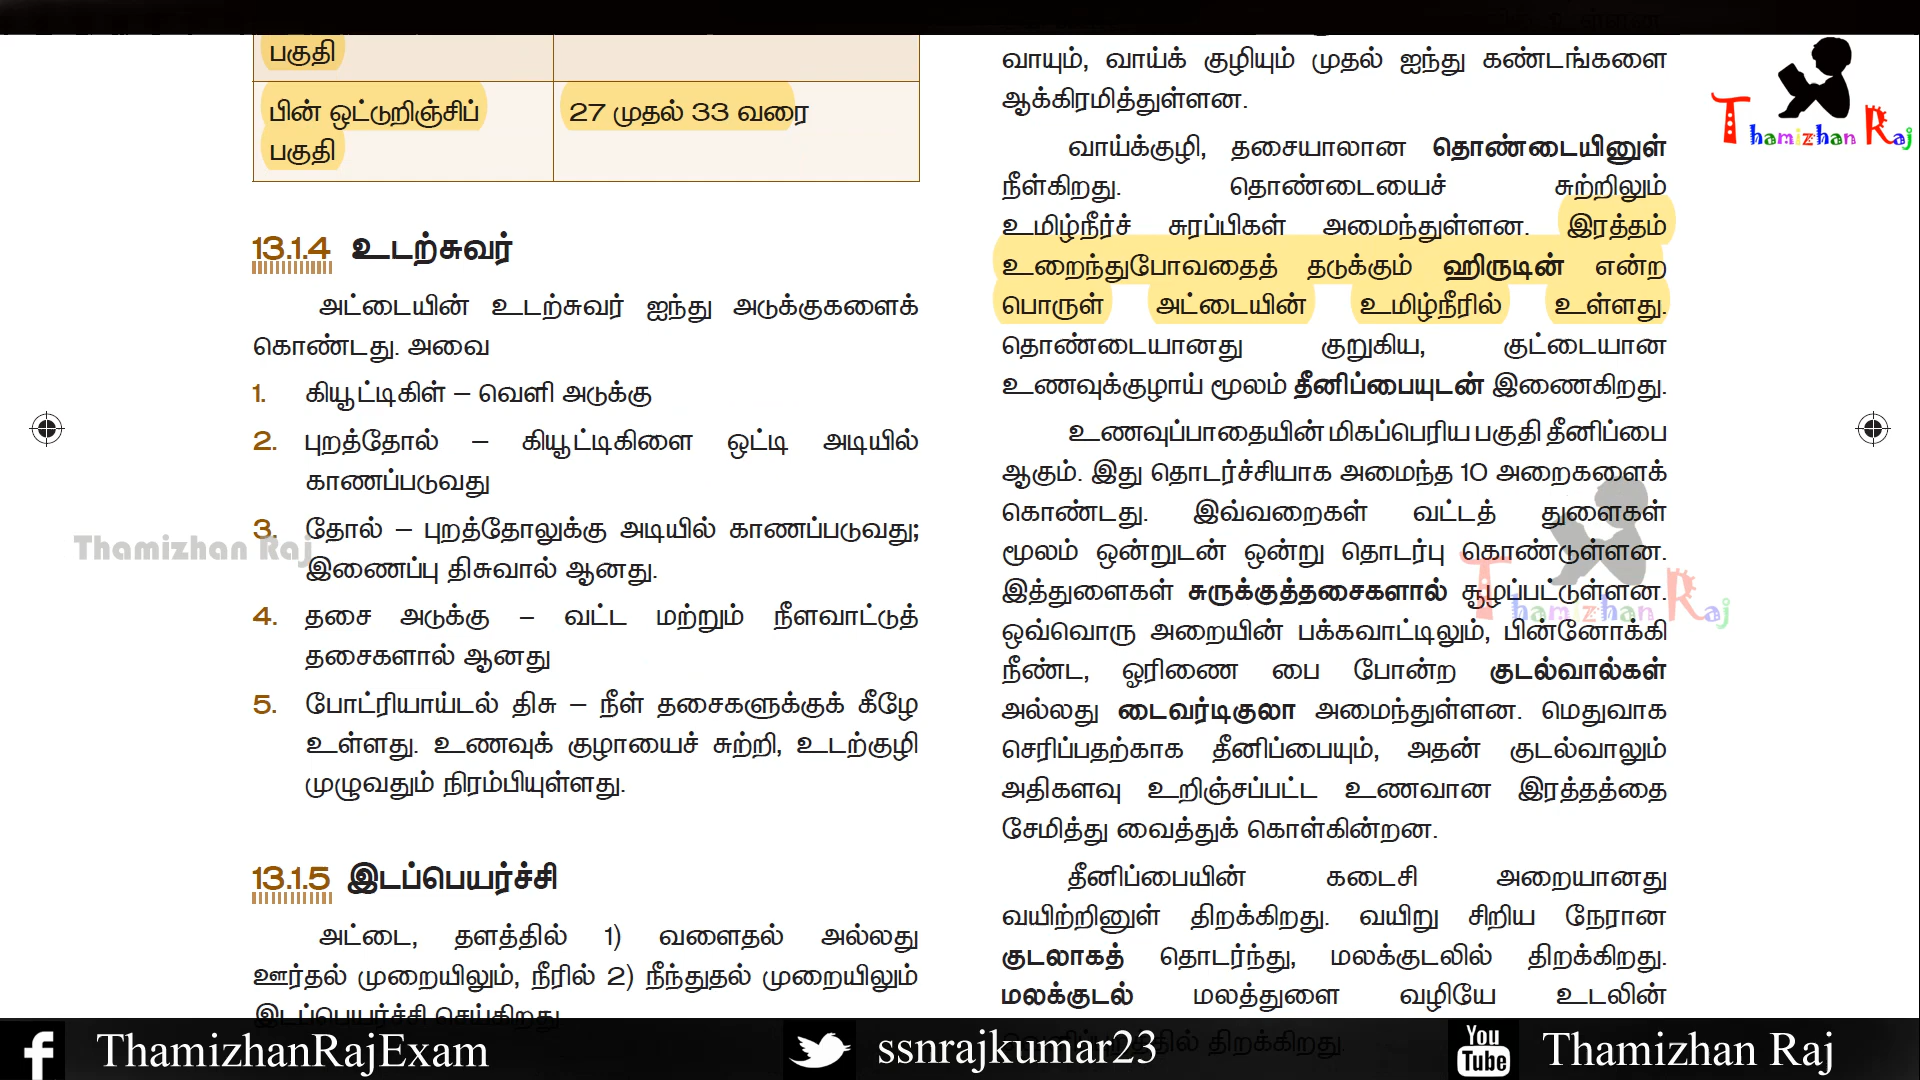 பகுதி
பின் ஒட்டுறிஞ்சிப் 27 முதல் 33 வரை
பகுதி
13.1.4 உடற்சுவர்
அட்டையின் உடற்சுவர் ஐந்து அடுக்குகளைக்
கொண்டது. அவை
1. கியூட்டிகிள் – வெளி அடுக்கு
2. புறத்தோல் – கியூட்டிகிளை ஒட்டி அடியில்
காணப்படுவது
3. தோல் – புறத்தோலுக்கு அடியில் காணப்படுவது;
இணைப்பு திசுவால் ஆனது.
4. தசை அடுக்கு – வட்ட மற்றும் நீளவாட்டுத்
தசைகளால் ஆனது
5. போட்ரியாய்டல் திசு – நீள் தசைகளுக்குக் கீழே
உள்ளது. உணவுக் குழாயைச் சுற்றி, உடற்குழி
முழுவதும் நிரம்பியுள்ளது.
13.1.5 இடப்பெயர்ச்சி
அட்டை, தளத்தில் 1) வளைதல் அல்லது
ஊர்தல் முறையிலும், நீரில் 2) நீந்துதல் முறையிலும்
இடப்பெயர்ச்சி செய்கிறது
வாயும், வாய்க் குழியும் முதல் ஐந்து கண்டங்களை
ஆக்கிரமித்துள்ளன.
வாய்க்குழி, தசையாலான தொண்டையினுள்
நீள்கிறது. தொண்டையைச் சுற்றிலும்
உமிழ்நீர்ச் சுரப்பிகள் அமைந்துள்ளன. இரத்தம்
உறைந்துபோவதைத் தடுக்கும் ஹிருடின் என்ற
பொருள் அட்டையின் உமிழ்நீரில் உள்ளது.
தொண்டையானது குறுகிய, குட்டையான
உணவுக்குழாய் மூலம் தீனிப்பையுடன் இணைகிறது.
உணவுப்பாதையின் மிகப்பெரிய பகுதி தீனிப்பை
ஆகும். இது தொடர்ச்சியாக அமைந்த 10 அறைகளைக்
கொண்டது. இவ்வறைகள் வட்டத் துளைகள்
மூலம் ஒன்றுடன் ஒன்று தொடர்பு கொண்டுள்ளன.
இத்துளைகள் சுருக்குத்தசைகளால் சூழப்பட்டுள்ளன.
ஒவ்வொரு அறையின் பக்கவாட்டிலும், பின்னோக்கி
நீண்ட, ஓரிணை பை போன்ற குடல்வால்கள்
அல்லது டைவர்டிகுலா அமைந்துள்ளன. மெதுவாக
செரிப்பதற்காக தீனிப்பையும், அதன் குடல்வாலும்
அதிகளவு உறிஞ்சப்பட்ட உணவான இரத்தத்தை
சேமித்து வைத்துக் கொள்கின்றன.
தீனிப்பையின் கடைசி அறையானது
வயிற்றினுள் திறக்கிறது. வயிறு சிறிய நேரான
குடலாகத் தொடர்ந்து, மலக்குடலில் திறக்கிறது.
மலக்குடல் மலத்துளை வழியே உடலின்
திறக்கிறது.
Thamizhan Raj
Thamizhan Raj
Thamizhan Raj
ThamizhanRajExam
ssnrajkumar23
You
Tube
Thamizhan Raj